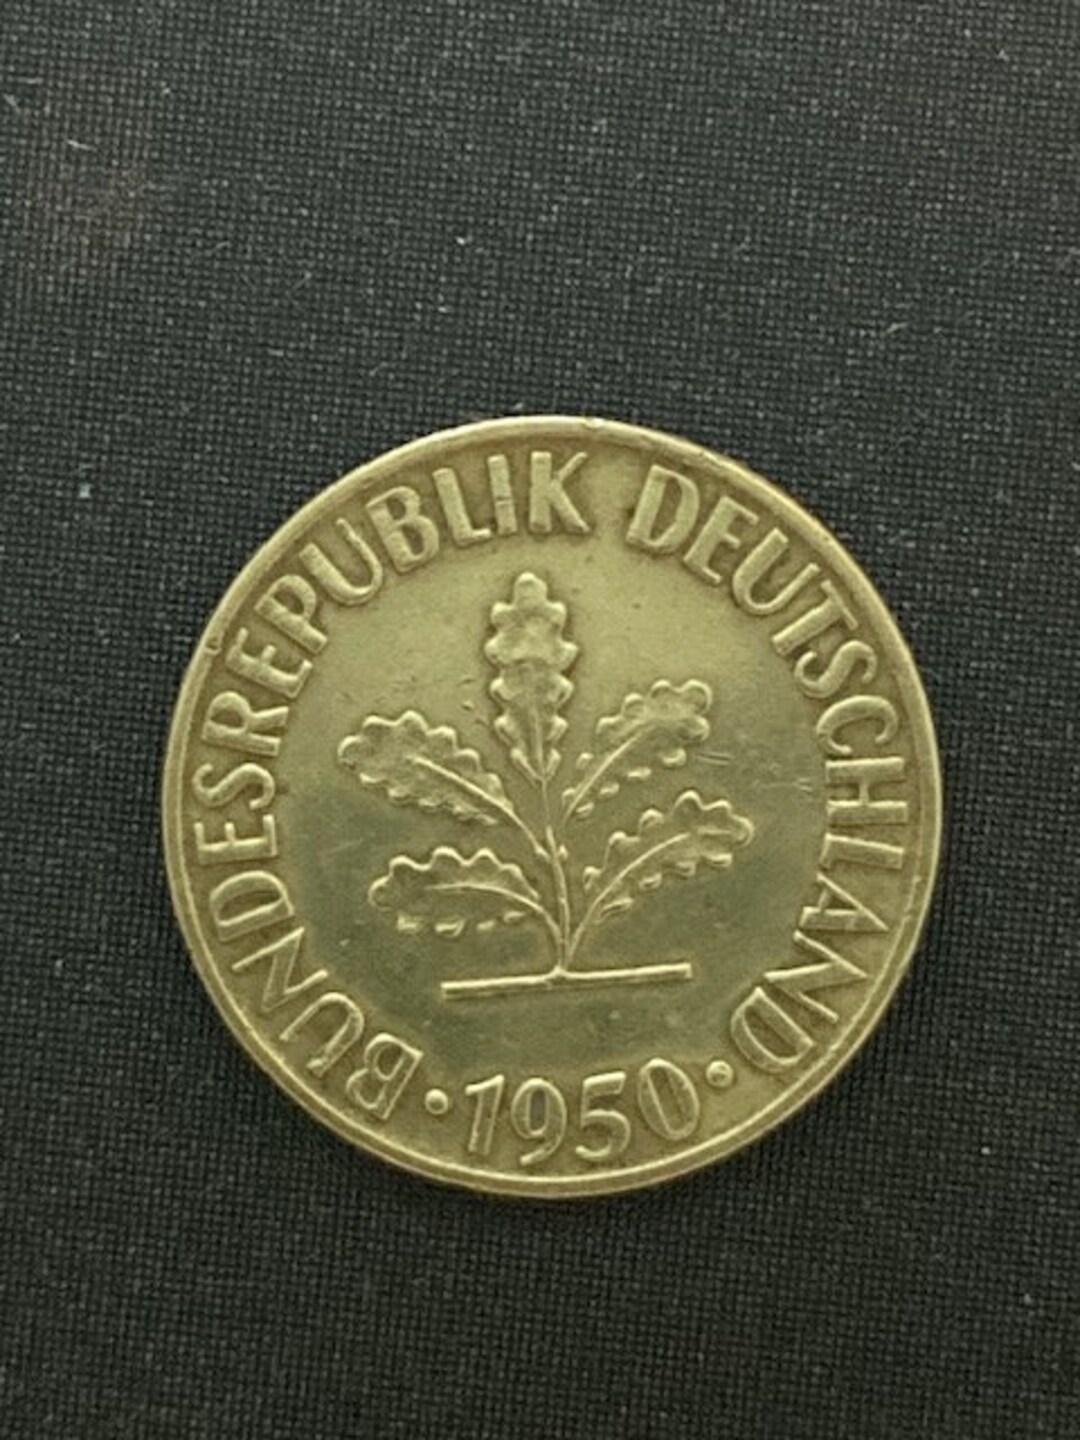 BUNDESREPUBLIK DEUTSCHLAND
· 1950 ·